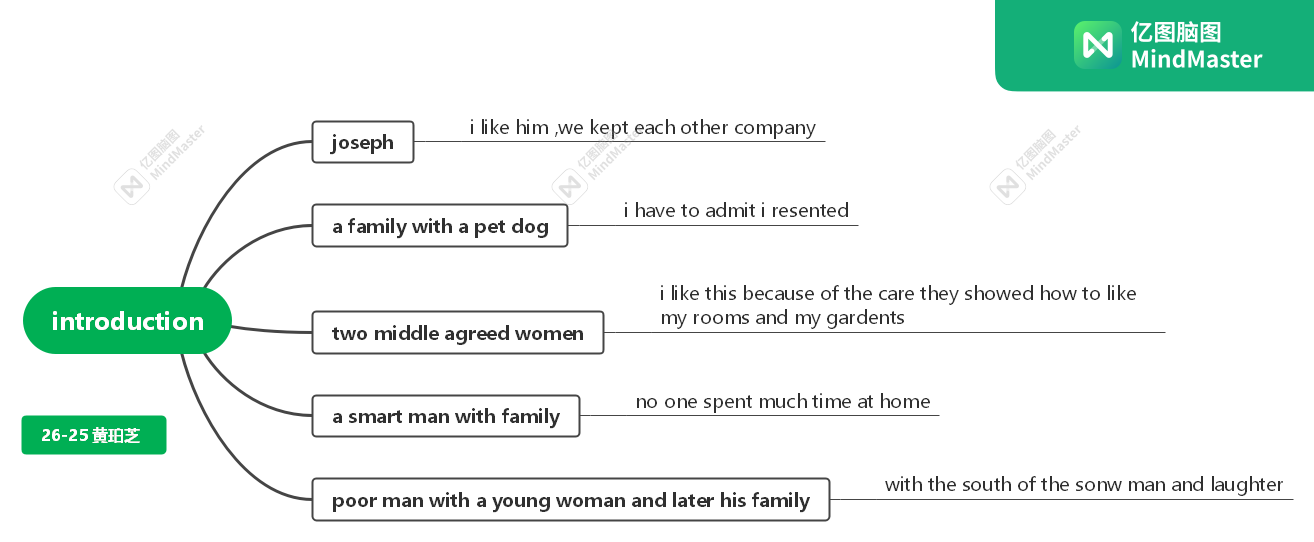 亿图脑图
MindMaster
joseph
i like him ,we kept each other company
a family with a pet dog
i have to admit i resented
introduction
two middle agreed women
i like this because of the care they showed how to like
my rooms and my gardents
a smart man with family
no one spent much time at home
26-25 黄珀芝
poor man with a young woman and later his family
with the south of the sonw man and laughter
亿图脑图
MindMaster
亿图脑图
MindMaster
亿图脑图
MindMaster